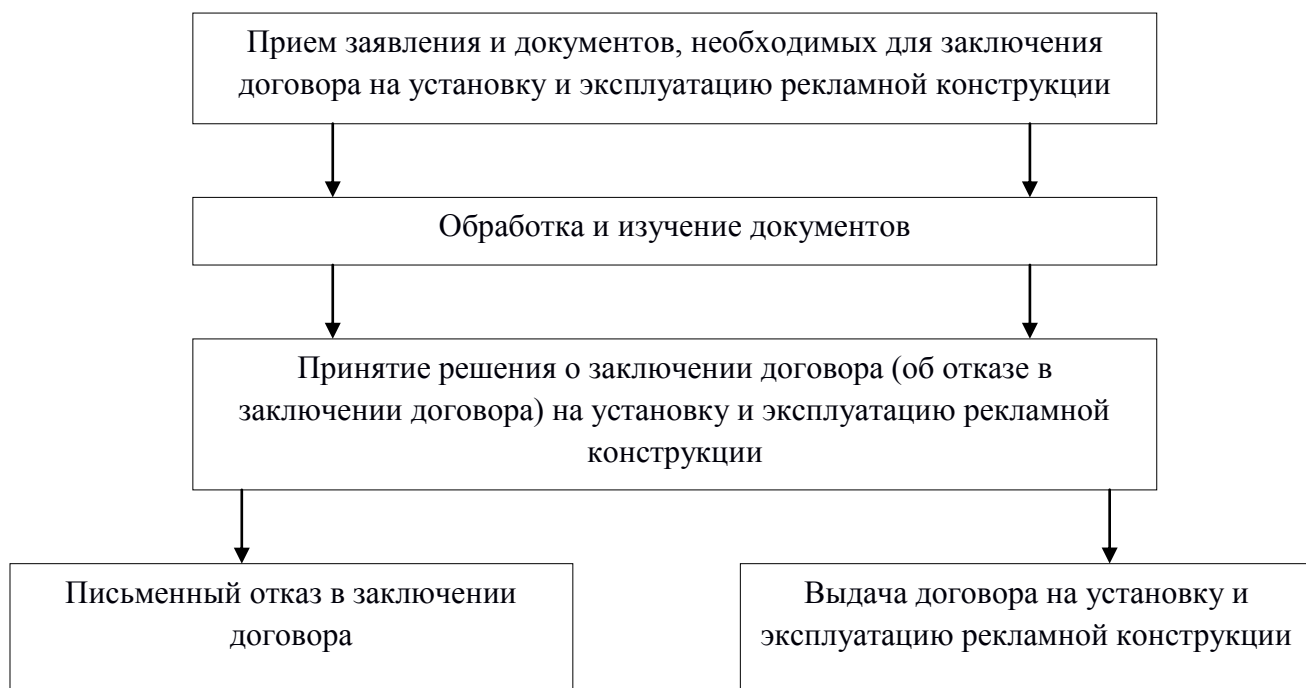 Прием заявления и документов, необходимых для заключения
договора на установку и эксплуатацию рекламной конструкции
Обработка и изучение документов
Принятие решения о заключении договора (об отказе в
заключении договора) на установку и эксплуатацию рекламной
конструкции
Письменный отказ в заключении
договора
Выдача договора на установку и
эксплуатацию рекламной конструкции